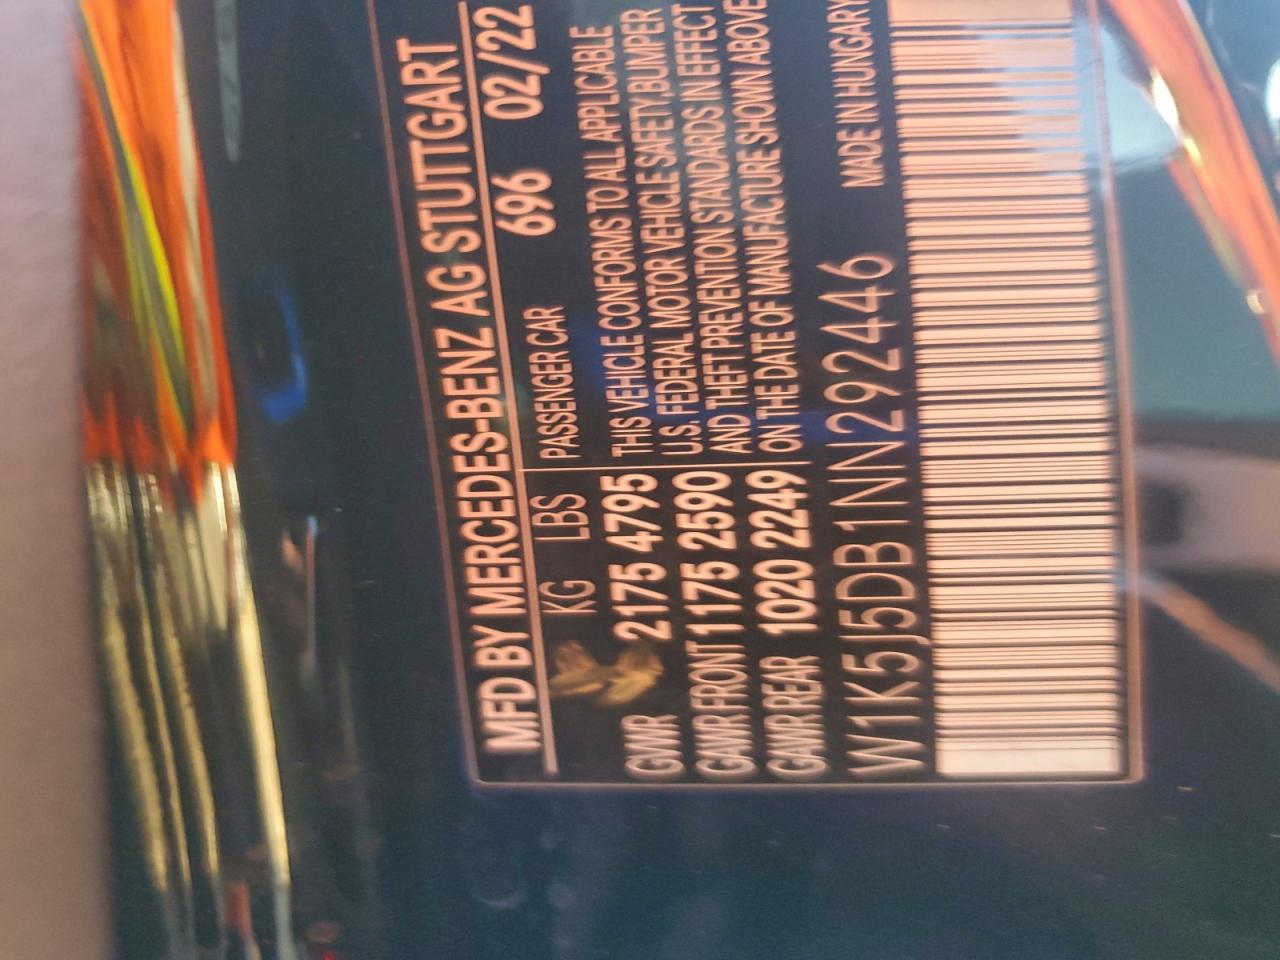 MFD BY MERCEDES-BENZ AG STUTTGART
696 02/22
KG LBS
GVWR 2175 4795
GAWR FRONT 1175 2590
GAWR REAR 1020 2249
PASSENGER CAR
THIS VEHICLE CONFORMS TO ALL APPLICABLE
U.S. FEDERAL MOTOR VEHICLE SAFETY, BUMPER
AND THEFT PREVENTION STANDARDS IN EFFECT
ON THE DATE OF MANUFACTURE SHOWN ABOVE
W1K5J5DB1NN292446 MADE IN HUNGARY